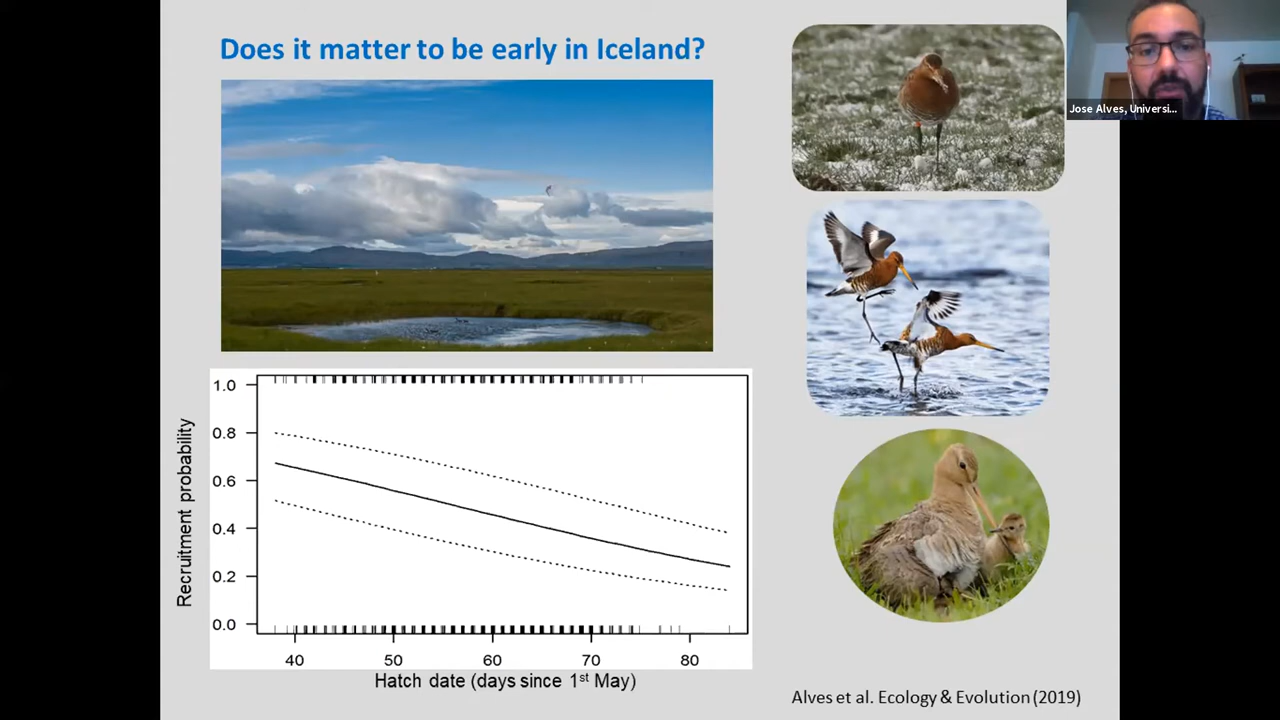 Does it matter to be early in Iceland?
Jose Alves, Universi...
Recruitment probability
1.0
0.8
0.6
0.4
0.2
0.0
40 50 60 70 80
Hatch date (days since 1st May)
Alves et al. Ecology & Evolution (2019)